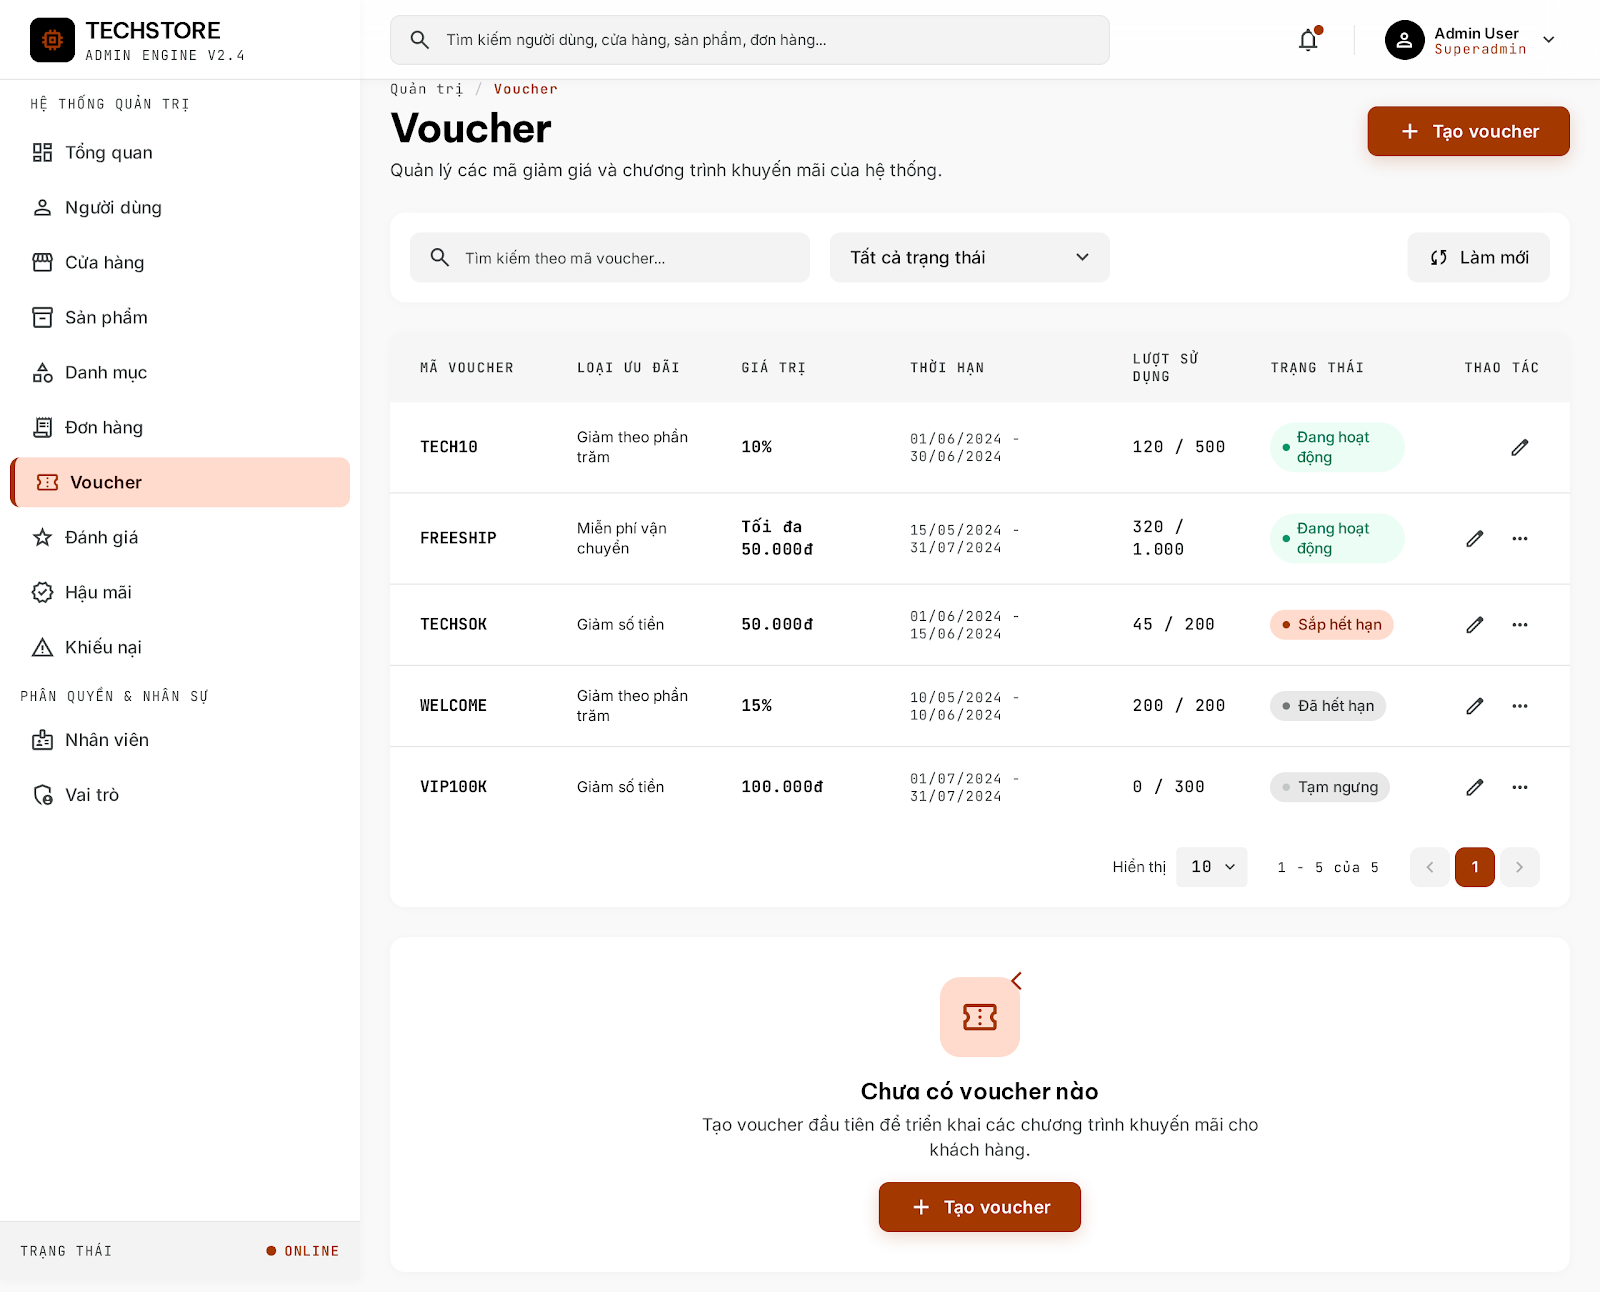 TECHSTORE
ADMIN ENGINE V2.4
Tìm kiếm người dùng, cửa hàng, sản phẩm, đơn hàng...
Admin User
Superadmin
HỆ THỐNG QUẢN TRỊ
Tổng quan
Người dùng
Cửa hàng
Sản phẩm
Danh mục
Đơn hàng
Voucher
Đánh giá
Hậu mãi
Khiếu nại
PHÂN QUYỀN & NHÂN SỰ
Nhân viên
Vai trò
TRẠNG THÁI
ONLINE
Quản trị / Voucher
Voucher
Quản lý các mã giảm giá và chương trình khuyến mãi của hệ thống.
Tạo voucher
Tìm kiếm theo mã voucher...
Tất cả trạng thái
Làm mới
MÃ VOUCHER
LOẠI ƯU ĐÃI
GIÁ TRỊ
THỜI HẠN
LƯỢT SỬ
DỤNG
TRẠNG THÁI
THAO TÁC
TECH10
Giảm theo phần
trăm
10%
01/06/2024 -
30/06/2024
120 / 500
Đang hoạt
động
FREESHIP
Miễn phí vận
chuyển
Tối đa
50.000đ
15/05/2024 -
31/07/2024
320 /
1.000
Đang hoạt
động
TECHSOK
Giảm số tiền
50.000đ
01/06/2024 -
15/06/2024
45 / 200
Sắp hết hạn
WELCOME
Giảm theo phần
trăm
15%
10/05/2024 -
10/06/2024
200 / 200
Đã hết hạn
VIP100K
Giảm số tiền
100.000đ
01/07/2024 -
31/07/2024
0 / 300
Tạm ngưng
Hiển thị
10
1 - 5 của 5
1
Chưa có voucher nào
Tạo voucher đầu tiên để triển khai các chương trình khuyến mãi cho
khách hàng.
Tạo voucher